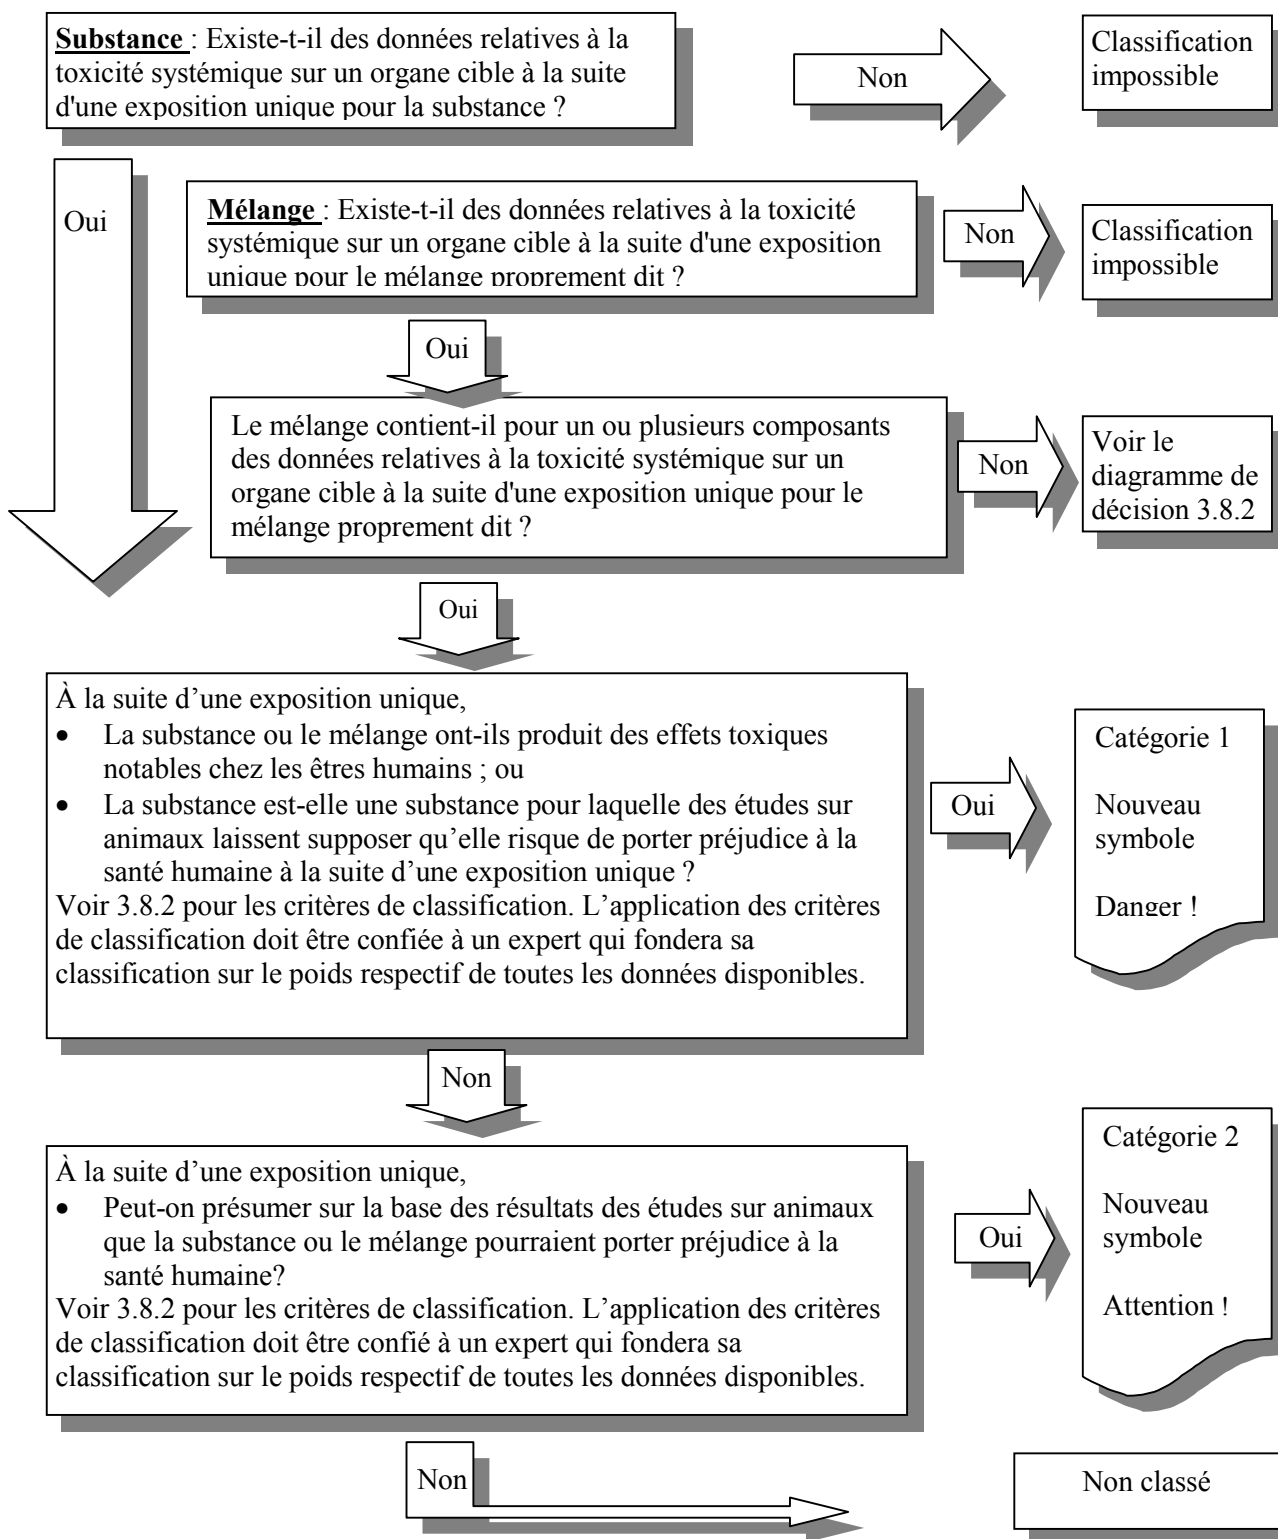 Substance : Existe-t-il des données relatives à la
toxicité systémique sur un organe cible à la suite
d'une exposition unique pour la substance ?
Non
Classification
impossible
Oui
Mélange : Existe-t-il des données relatives à la toxicité
systémique sur un organe cible à la suite d'une exposition
unique pour le mélange proprement dit ?
Non
Classification
impossible
Oui
Le mélange contient-il pour un ou plusieurs composants
des données relatives à la toxicité systémique sur un
organe cible à la suite d'une exposition unique pour le
mélange proprement dit ?
Non
Voir le
diagramme de
décision 3.8.2
Oui
À la suite d’une exposition unique,
• La substance ou le mélange ont-ils produit des effets toxiques
notables chez les êtres humains ; ou
• La substance est-elle une substance pour laquelle des études sur
animaux laissent supposer qu’elle risque de porter préjudice à la
santé humaine à la suite d’une exposition unique ?
Voir 3.8.2 pour les critères de classification. L’application des critères
de classification doit être confiée à un expert qui fondera sa
classification sur le poids respectif de toutes les données disponibles.
Oui
Catégorie 1
Nouveau
symbole
Danger !
Non
À la suite d’une exposition unique,
• Peut-on présumer sur la base des résultats des études sur animaux
que la substance ou le mélange pourraient porter préjudice à la
santé humaine?
Voir 3.8.2 pour les critères de classification. L’application des critères
de classification doit être confié à un expert qui fondera sa
classification sur le poids respectif de toutes les données disponibles.
Oui
Catégorie 2
Nouveau
symbole
Attention !
Non
Non classé